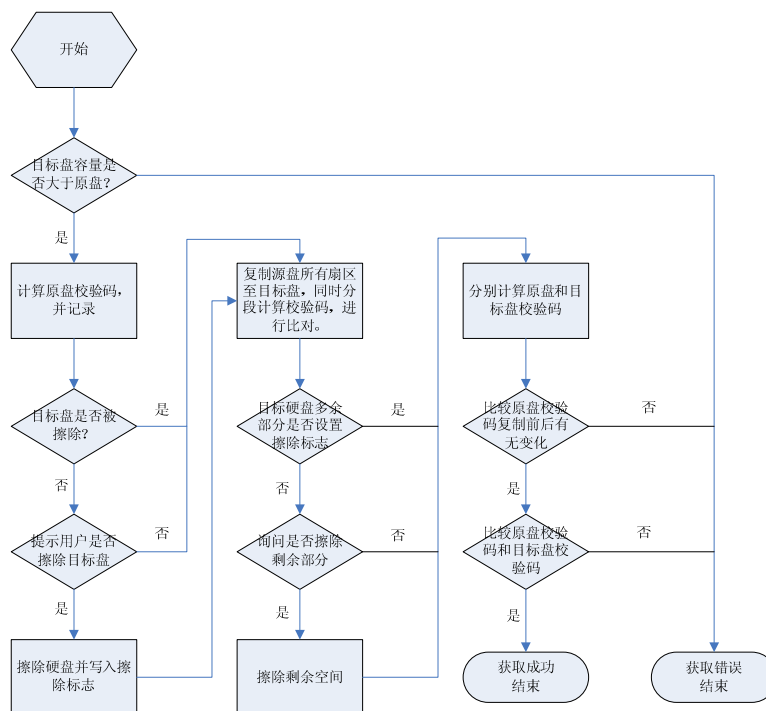 开始
目标盘容量是
否大于原盘?
是
计算原盘校验码,
并记录
目标盘是否被
擦除?
是
否
提示用户是否
擦除目标盘
否
是
擦除硬盘并写入擦
除标志
复制源盘所有扇区
至目标盘，同时分
段计算校验码，进
行比对。
目标硬盘多余
部分是否设置
擦除标志
是
否
询问是否擦除
剩余部分
否
是
擦除剩余空间
分别计算原盘和目
标盘校验码
比较原盘校验
码复制前后有
无变化
否
是
比较原盘校验
码和目标盘校
验码
否
是
获取成功
结束
获取错误
结束